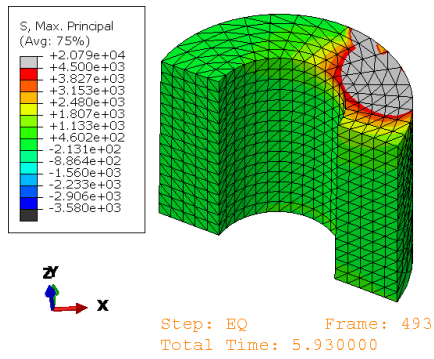 S, Max. Principal
(Avg: 75%)
+2.079e+04
+4.500e+03
+3.827e+03
+3.153e+03
+2.480e+03
+1.807e+03
+1.133e+03
+4.602e+02
-2.131e+02
-8.864e+02
-1.560e+03
-2.233e+03
-2.906e+03
-3.580e+03
ZY
X
Step: EQ Frame: 493
Total Time: 5.930000